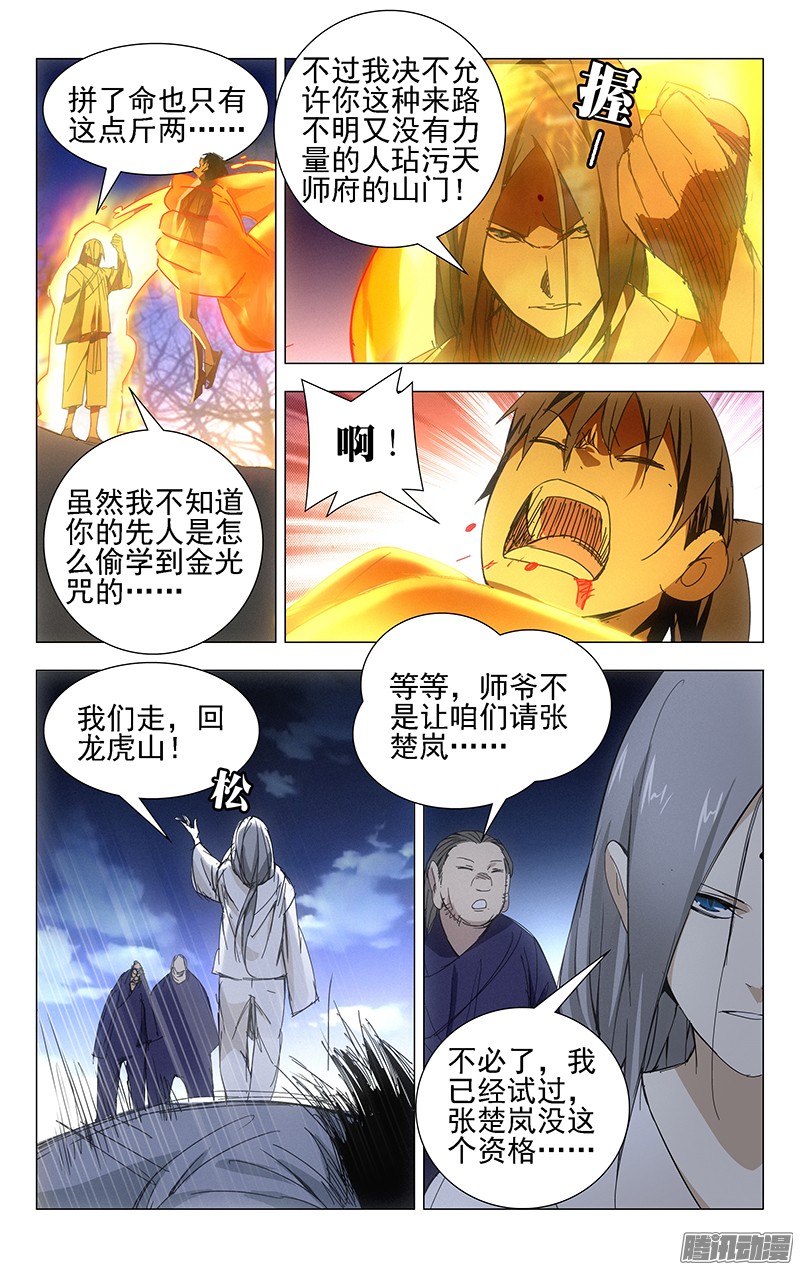 拼了命也只有
这点斤两……
虽然我不知道
你的先人是怎
么偷学到金光
咒的……
不过我决不允
许你这种来路
不明又没有力
量的人玷污天
师府的山门！
握
啊！
我们走，回
龙虎山！
松
等等，师爷不
是让咱们请张
楚岚……
不必了，我
已经试过，
张楚岚没这
个资格……
腾讯动漫